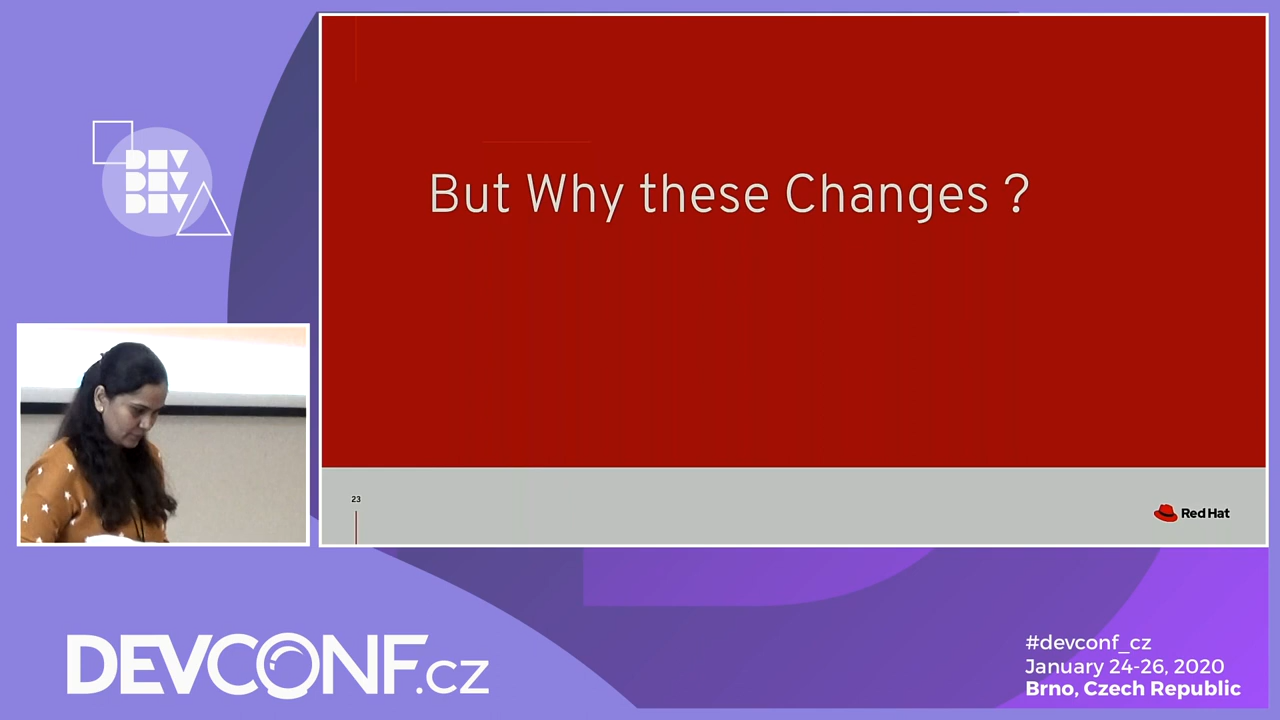 DEV
DEV
DEV
But Why these Changes ?
23
Red Hat
DEVCONF.cz
#devconf_cz
January 24-26, 2020
Brno, Czech Republic